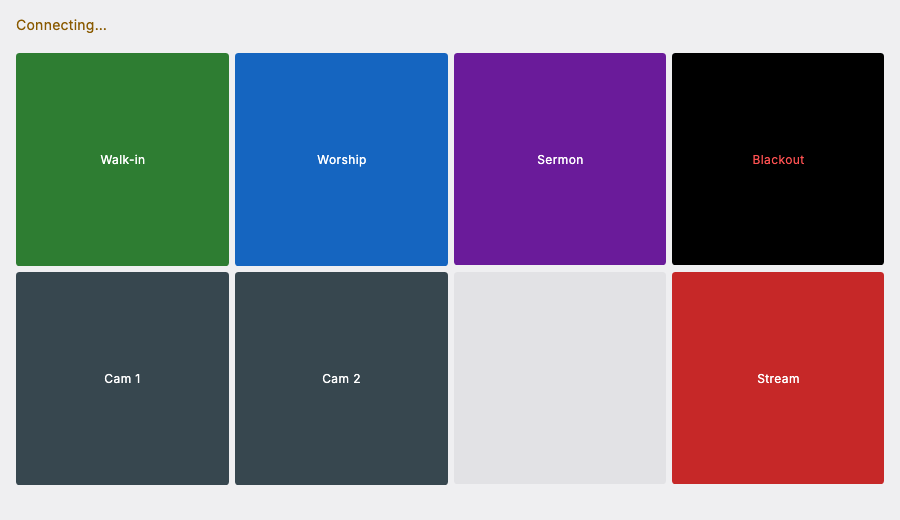 Connecting...
Walk-in
Worship
Sermon
Blackout
Cam 1
Cam 2
Stream